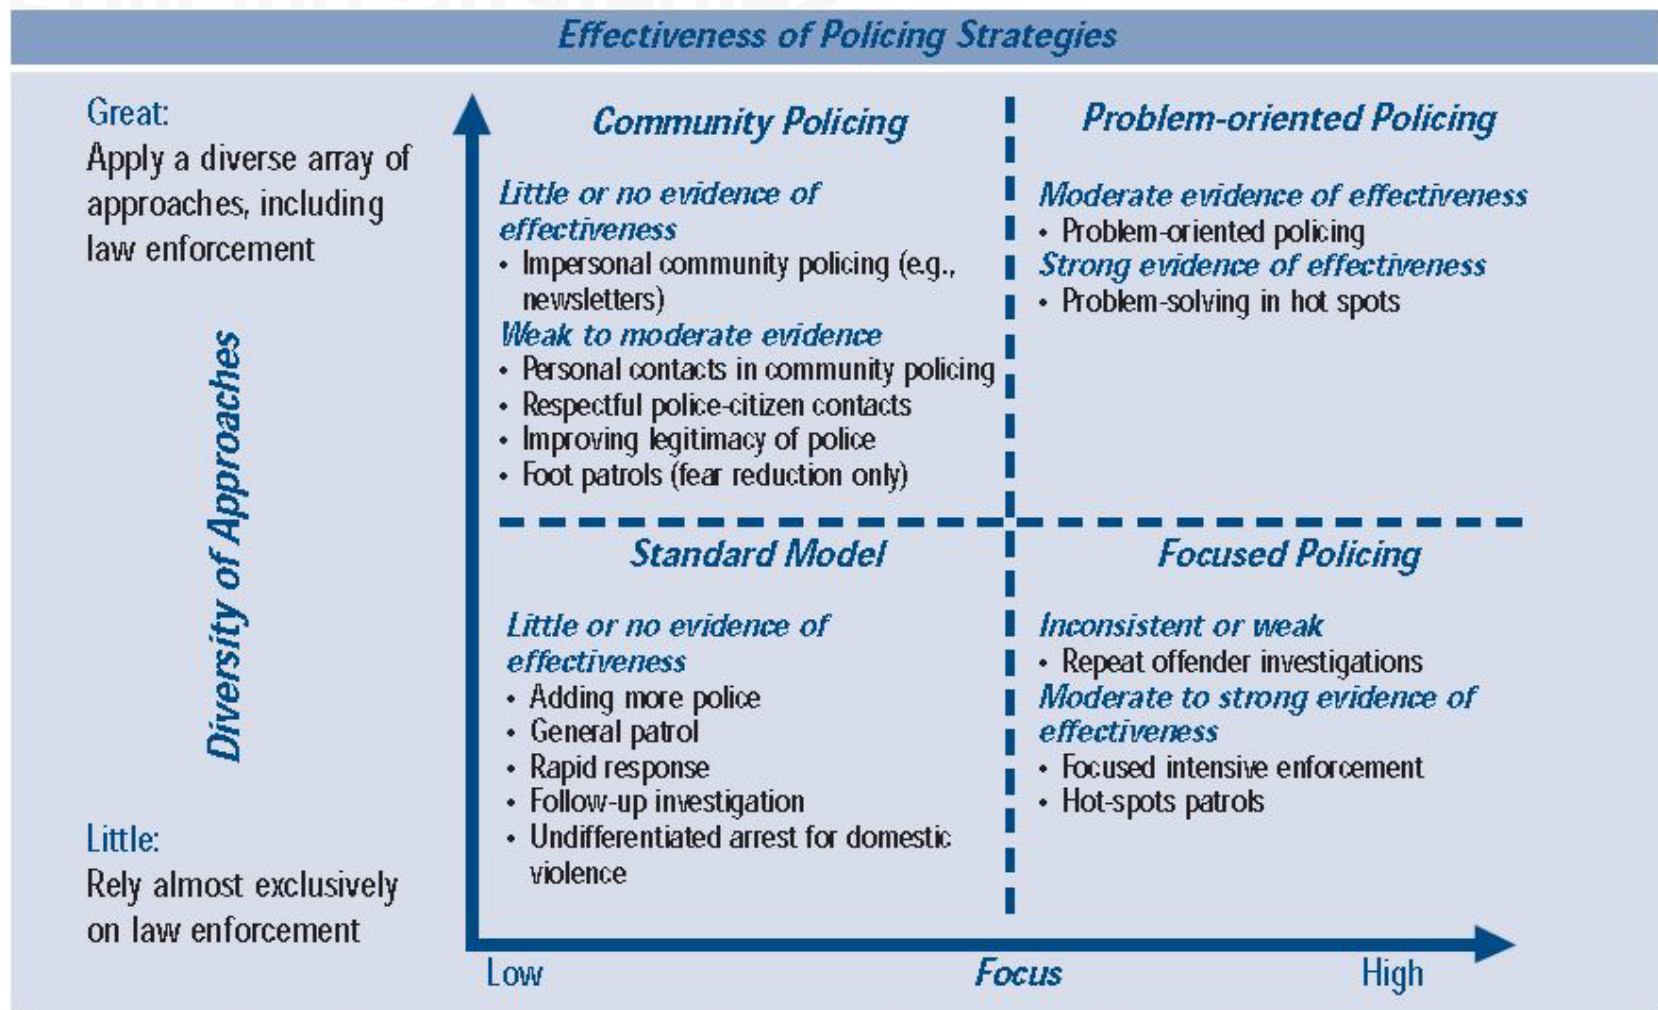 Effectiveness of Policing Strategies
Great:
Apply a diverse array of
approaches, including
law enforcement
Diversity of Approaches
Little:
Rely almost exclusively
on law enforcement
Community Policing
Little or no evidence of
effectiveness
• Impersonal community policing (e.g.,
newsletters)
Weak to moderate evidence
• Personal contacts in community policing
• Respectful police-citizen contacts
• Improving legitimacy of police
• Foot patrols (fear reduction only)
Problem-oriented Policing
Moderate evidence of effectiveness
• Problem-oriented policing
Strong evidence of effectiveness
• Problem-solving in hot spots
Standard Model
Little or no evidence of
effectiveness
• Adding more police
• General patrol
• Rapid response
• Follow-up investigation
• Undifferentiated arrest for domestic
violence
Focused Policing
Inconsistent or weak
• Repeat offender investigations
Moderate to strong evidence of
effectiveness
• Focused intensive enforcement
• Hot-spots patrols
Low
Focus
High